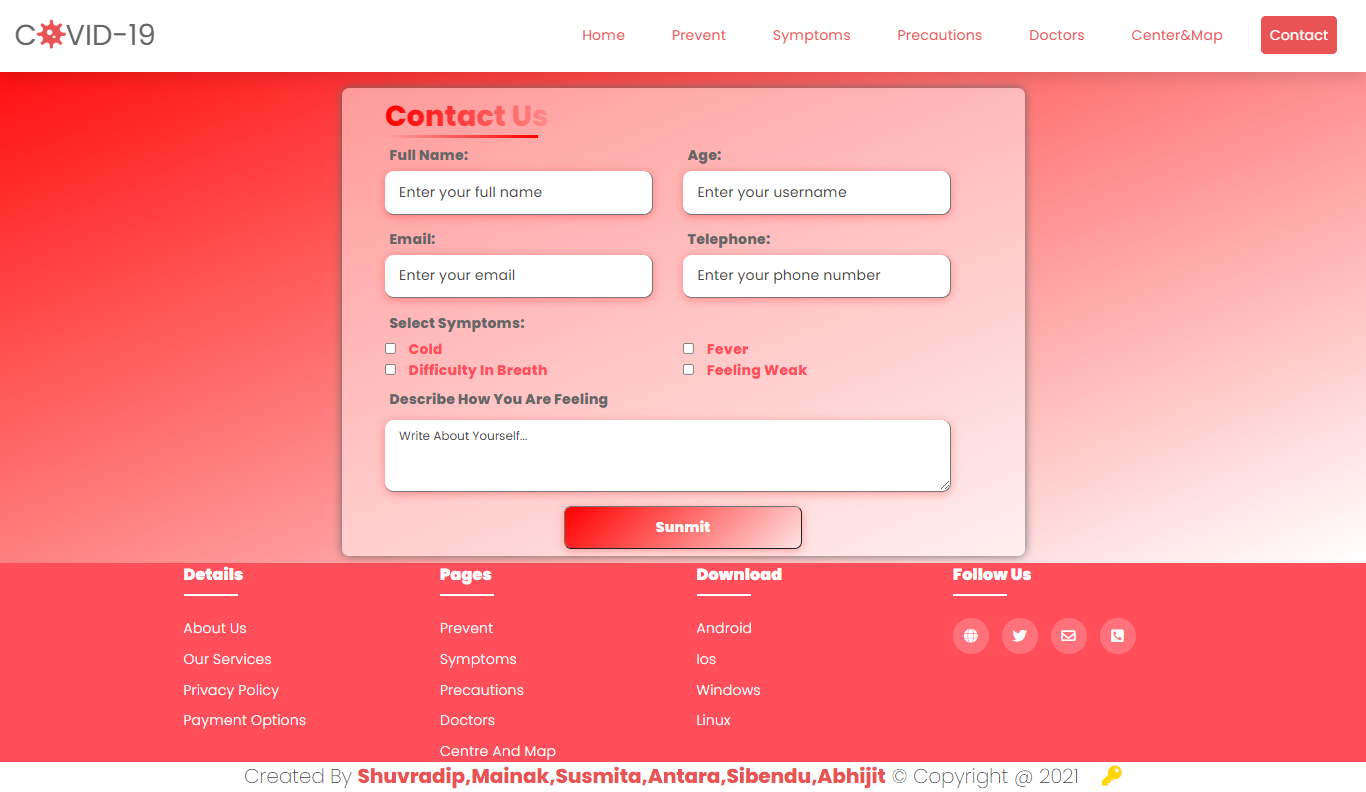 COVID-19 Home Prevent Symptoms Precautions Doctors Center&Map Contact
Contact Us
Full Name: Age:
Enter your full name Enter your username
Email: Telephone:
Enter your email Enter your phone number
Select Symptoms:
Cold Fever
Difficulty In Breath Feeling Weak
Describe How You Are Feeling
Write About Yourself...
Sunmit
Details Pages Download Follow Us
About Us Prevent Android
Our Services Symptoms Ios
Privacy Policy Precautions Windows
Payment Options Doctors Linux
Centre And Map
Created By Shuvradip,Mainak,Susmita,Antara,Sibendu,Abhijit © Copyright @ 2021